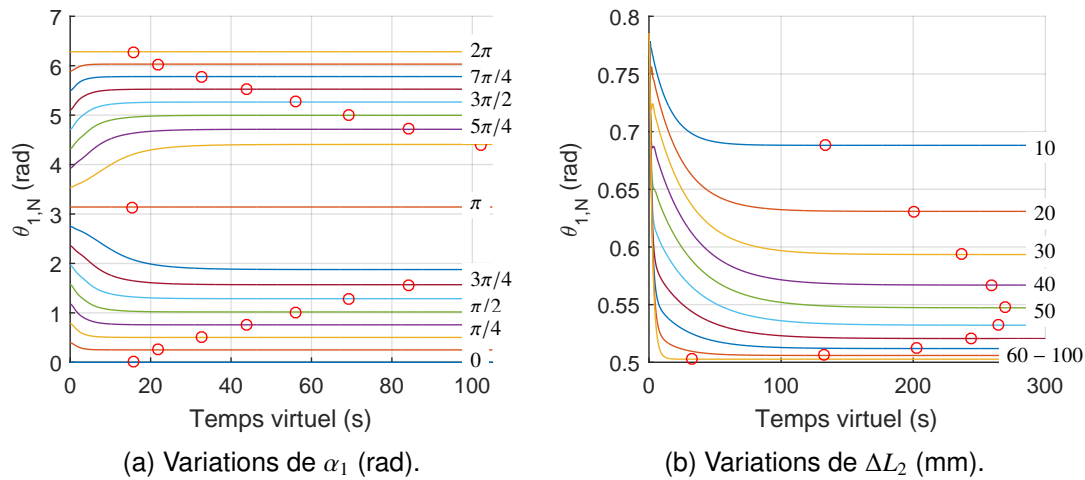 7
6
5
4
3
2
1
0
θ1,N (rad)
2π
7π/4
3π/2
5π/4
π
3π/4
π/2
π/4
0
0 20 40 60 80 100
Temps virtuel (s)
(a) Variations de α1 (rad).
0.8
0.75
0.7
0.65
0.6
0.55
0.5
θ1,N (rad)
10
20
30
40
50
60 − 100
0 100 200 300
Temps virtuel (s)
(b) Variations de ΔL2 (mm).